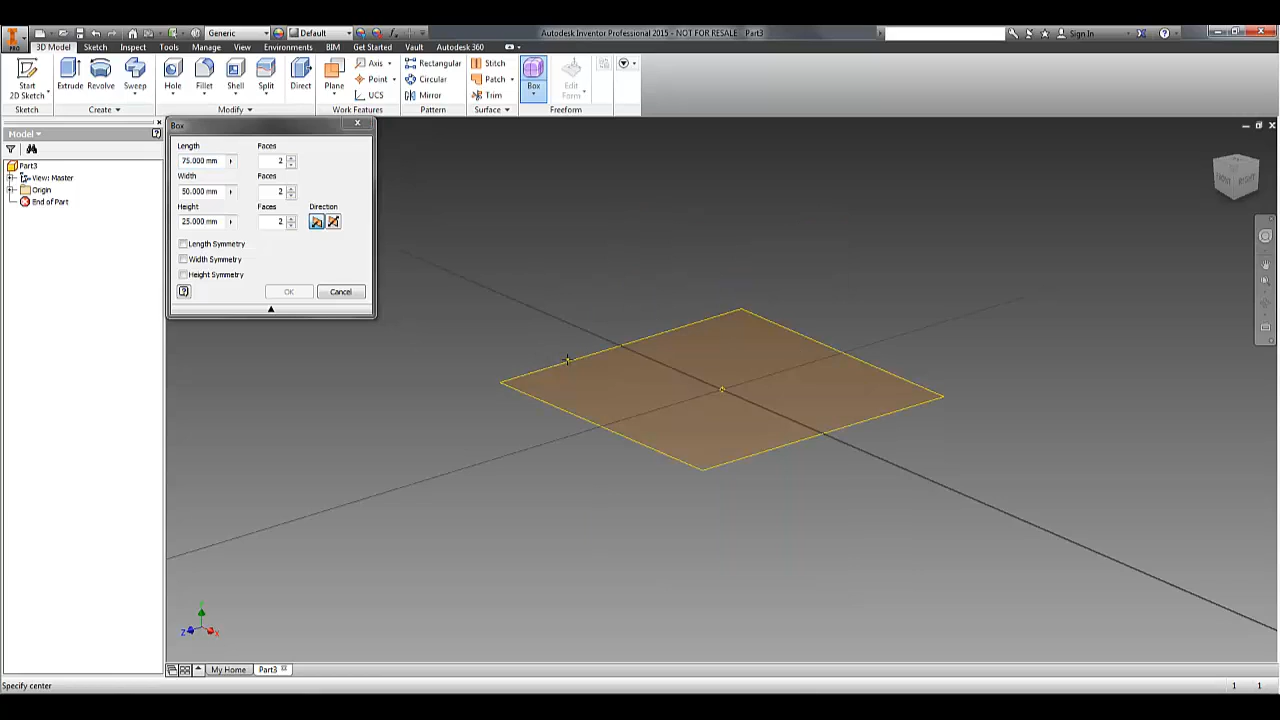 Generic Default Autodesk Inventor Professional 2015 - NOT FOR RESALE Part3 Sign In
PRO 3D Model Sketch Inspect Tools Manage View Environments BIM Get Started Vault Autodesk 360
Start
2D Sketch
Extrude Revolve Sweep
Hole Fillet Shell Split Direct
Plane
Axis
Point
UCS
Rectangular
Circular
Mirror
Stitch
Patch
Trim
Box
Edit
Form
Sketch Create Modify Work Features Pattern Surface Freeform
Model
Part3
View: Master
Origin
End of Part
Box
Length Faces
75.000 mm 2
Width Faces
50.000 mm 2
Height Faces Direction
25.000 mm 2
Length Symmetry
Width Symmetry
Height Symmetry
OK Cancel
FRONT RIGHT
Z X
My Home Part3
Specify center 1 1